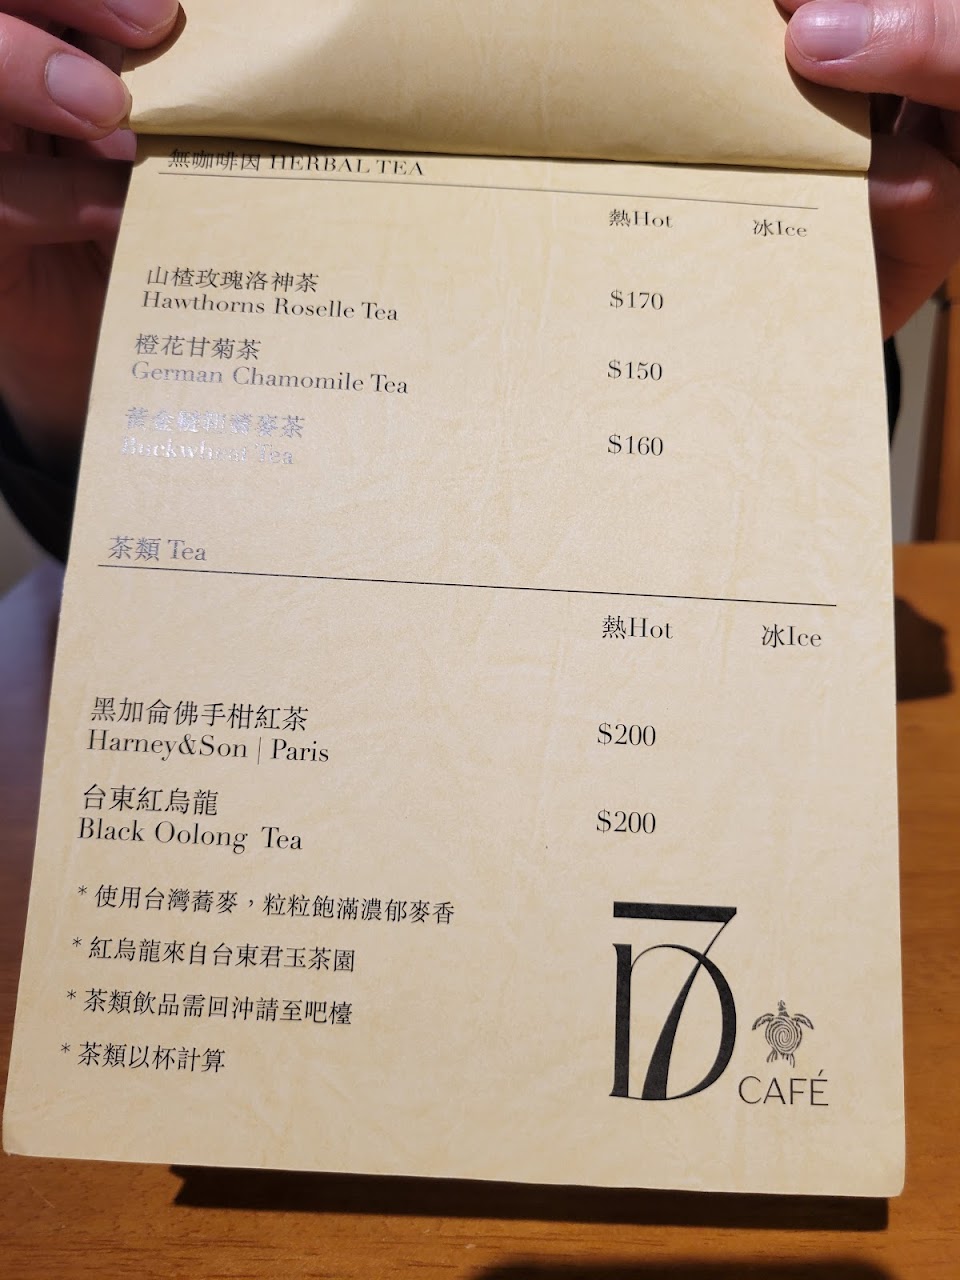 無咖啡因 HERBAL TEA
熱Hot 冰Ice
山楂玫瑰洛神茶
Hawthorns Roselle Tea $170
橙花甘菊茶
German Chamomile Tea $150
黃金 蕎麥茶
Buckwheat Tea $160
茶類 Tea
熱Hot 冰Ice
黑加侖佛手柑紅茶
Harney&Son | Paris $200
台東紅烏龍
Black Oolong Tea $200
* 使用台灣蕎麥，粒粒飽滿濃郁麥香
* 紅烏龍來自台東君玉茶園
* 茶類飲品需回沖請至吧檯
* 茶類以杯計算
CAFÉ